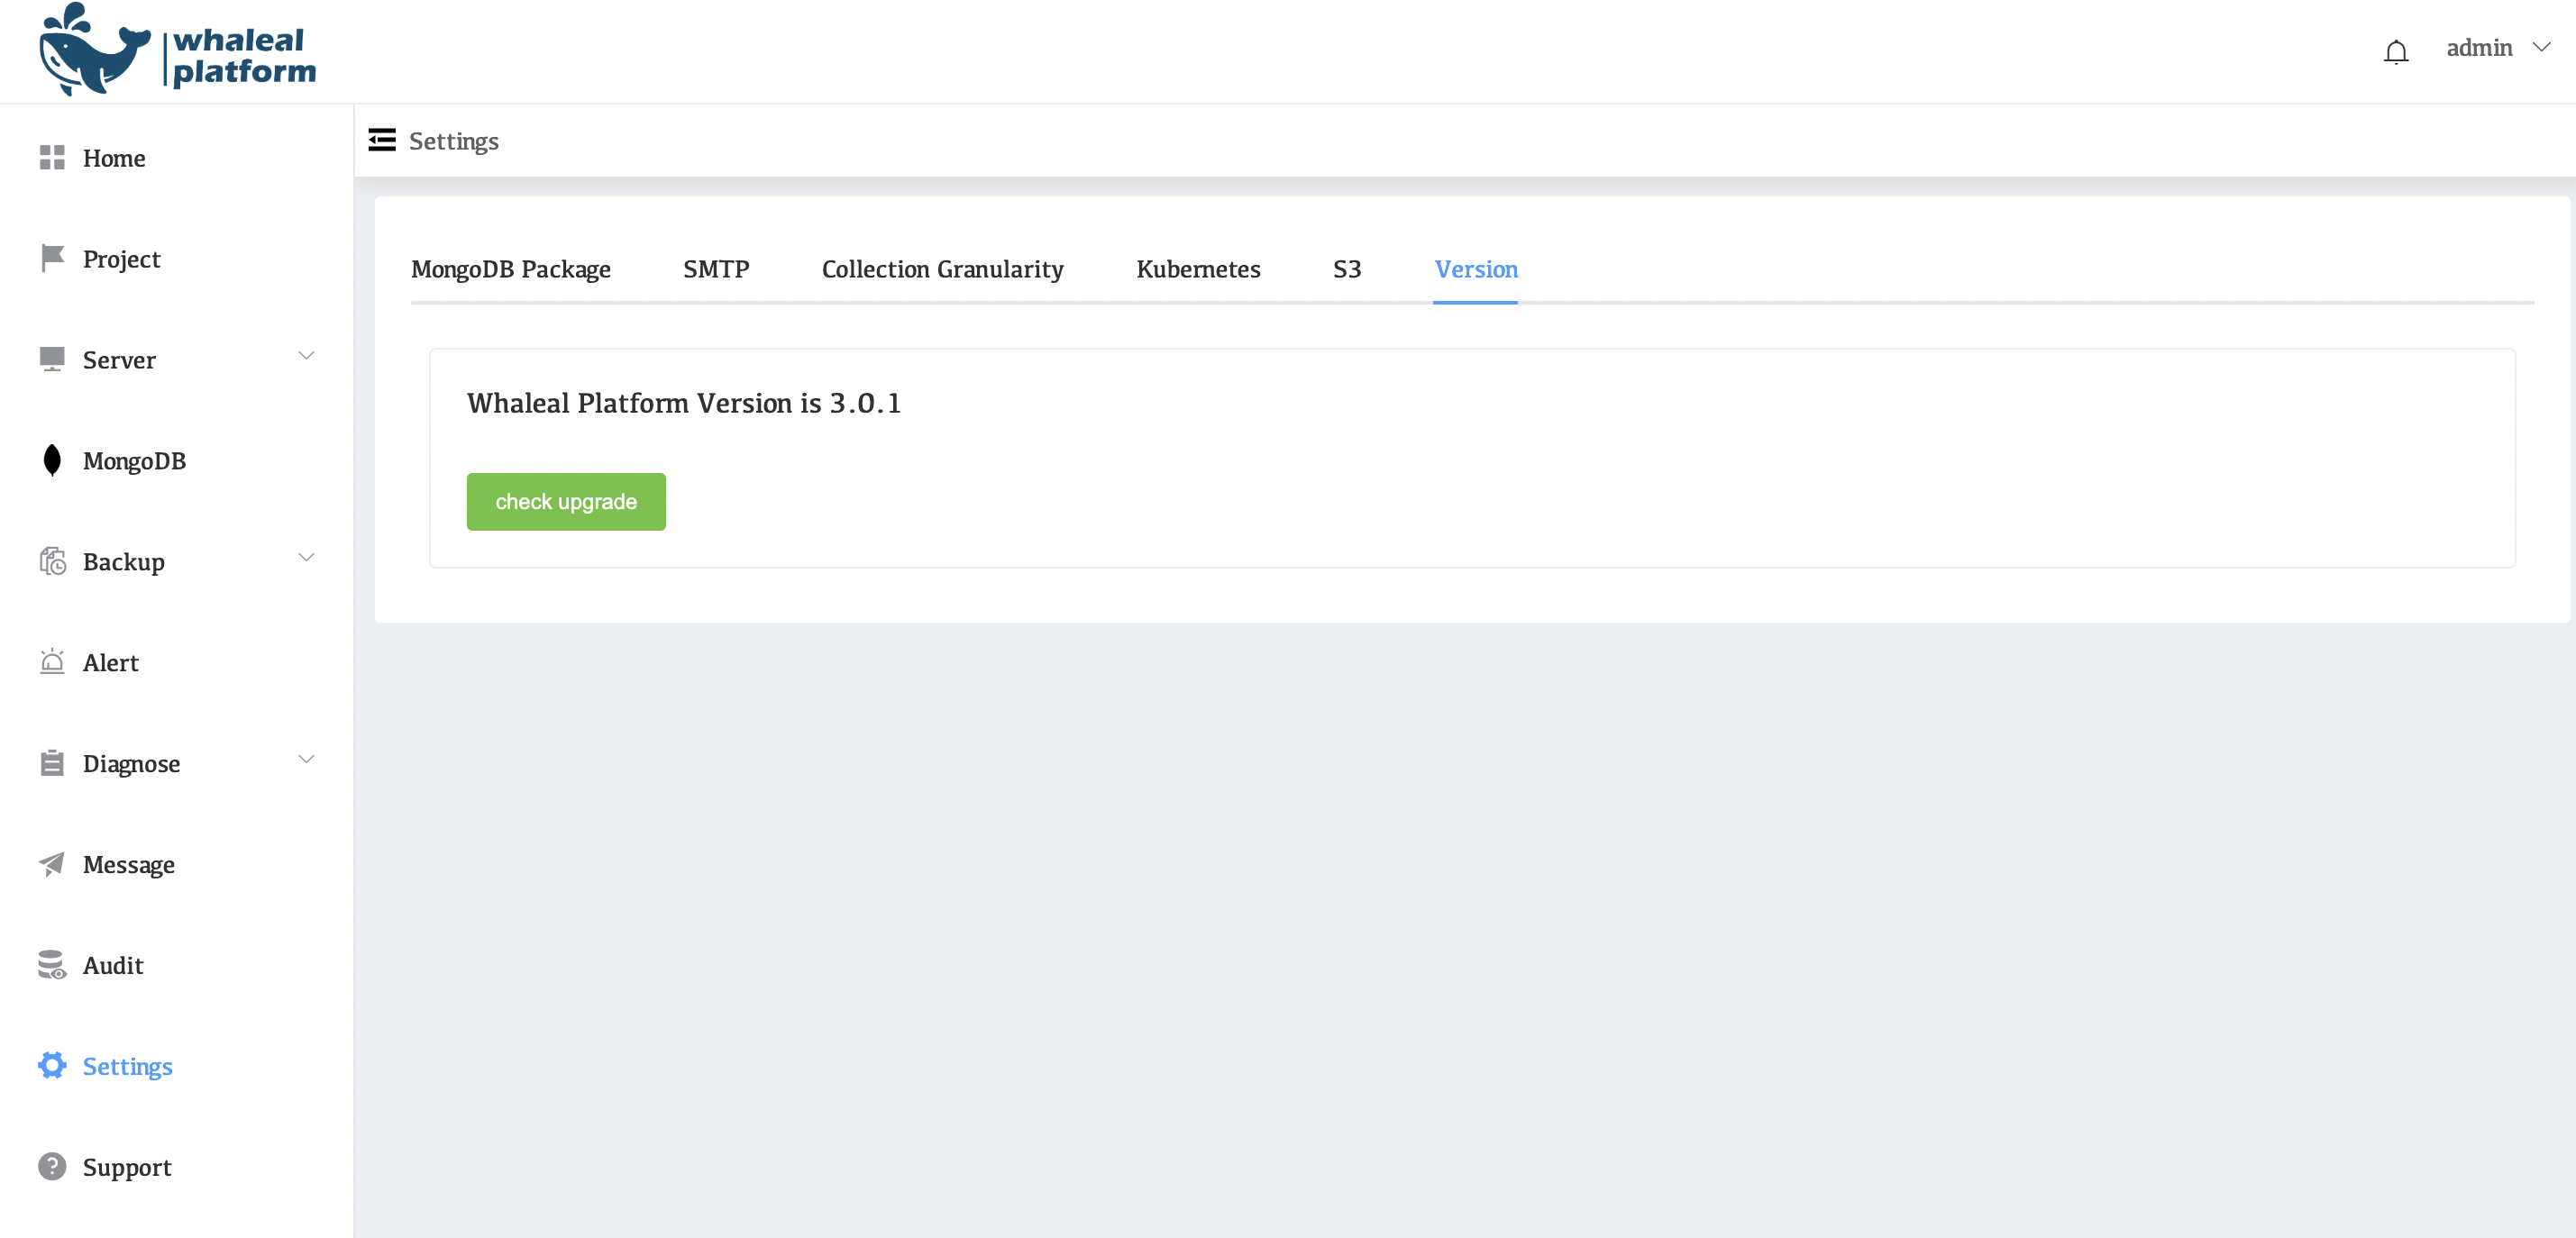 whaleal
platform
admin
Home
Project
Server
MongoDB
Backup
Alert
Diagnose
Message
Audit
Settings
Support
Settings
MongoDB Package
SMTP
Collection Granularity
Kubernetes
S3
Version
Whaleal Platform Version is 3.0.1
check upgrade